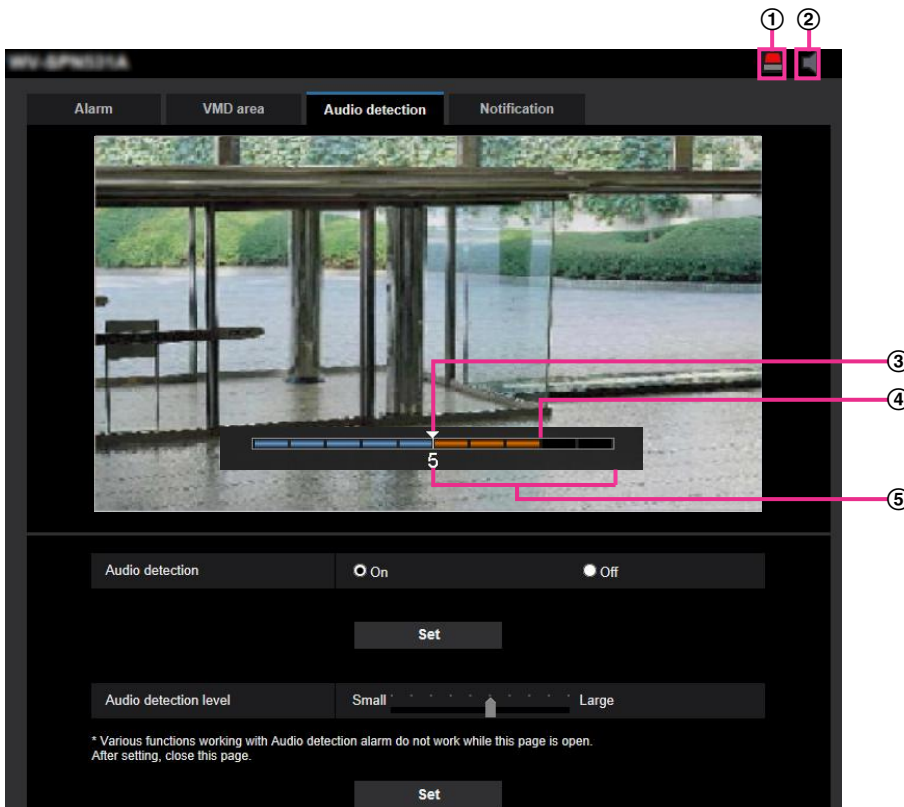 ① ②
Alarm VMD area Audio detection Notification
③
④
5
⑤
Audio detection On Off
Set
Audio detection level Small Large
* Various functions working with Audio detection alarm do not work while this page is open.
After setting, close this page.
Set